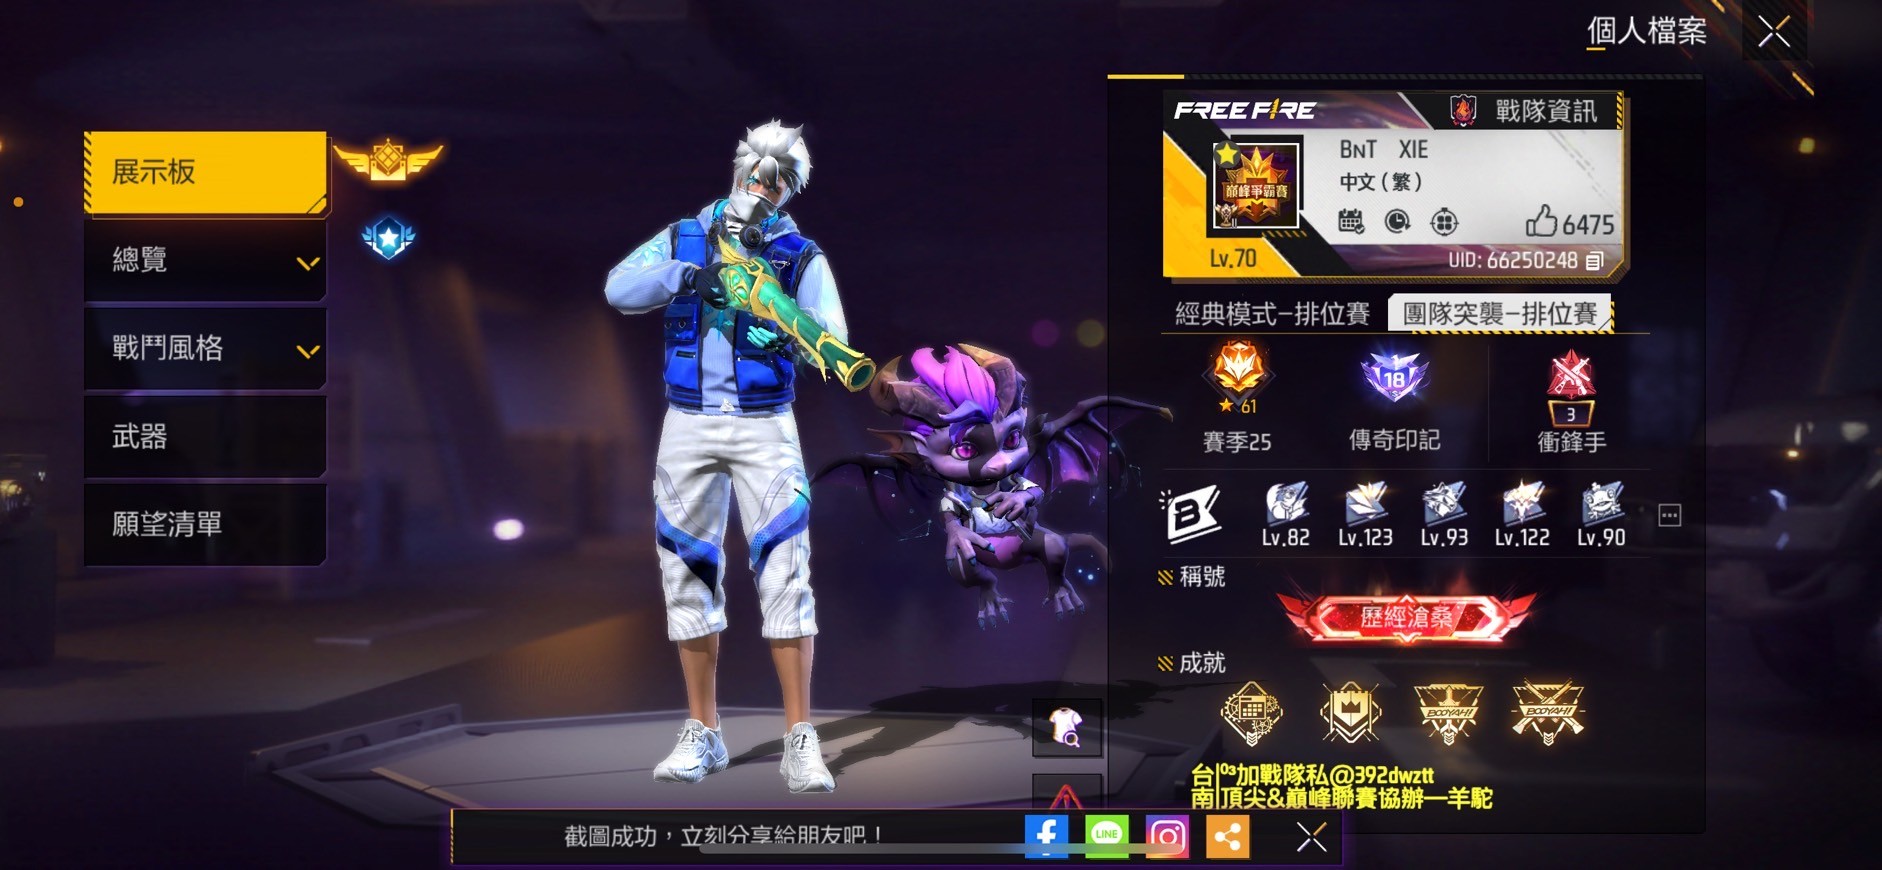 個人檔案
展示板
總覽
戰鬥風格
武器
願望清單
FREE FIRE
戰隊資訊
巔峰爭霸賽
BNT XIE
中文(繁)
6475
Lv.70
UID: 66250248
經典模式-排位賽
團隊突襲-排位賽
61
18
3
賽季25
傳奇印記
衝鋒手
B
Lv.82
Lv.123
Lv.93
Lv.122
Lv.90
稱號
歷經滄桑
成就
BOOYAH!
BOOYAH!
台|03加戰隊私@392dwztt
南|頂尖&巔峰聯賽協辦—羊駝
截圖成功，立刻分享給朋友吧！
LINE